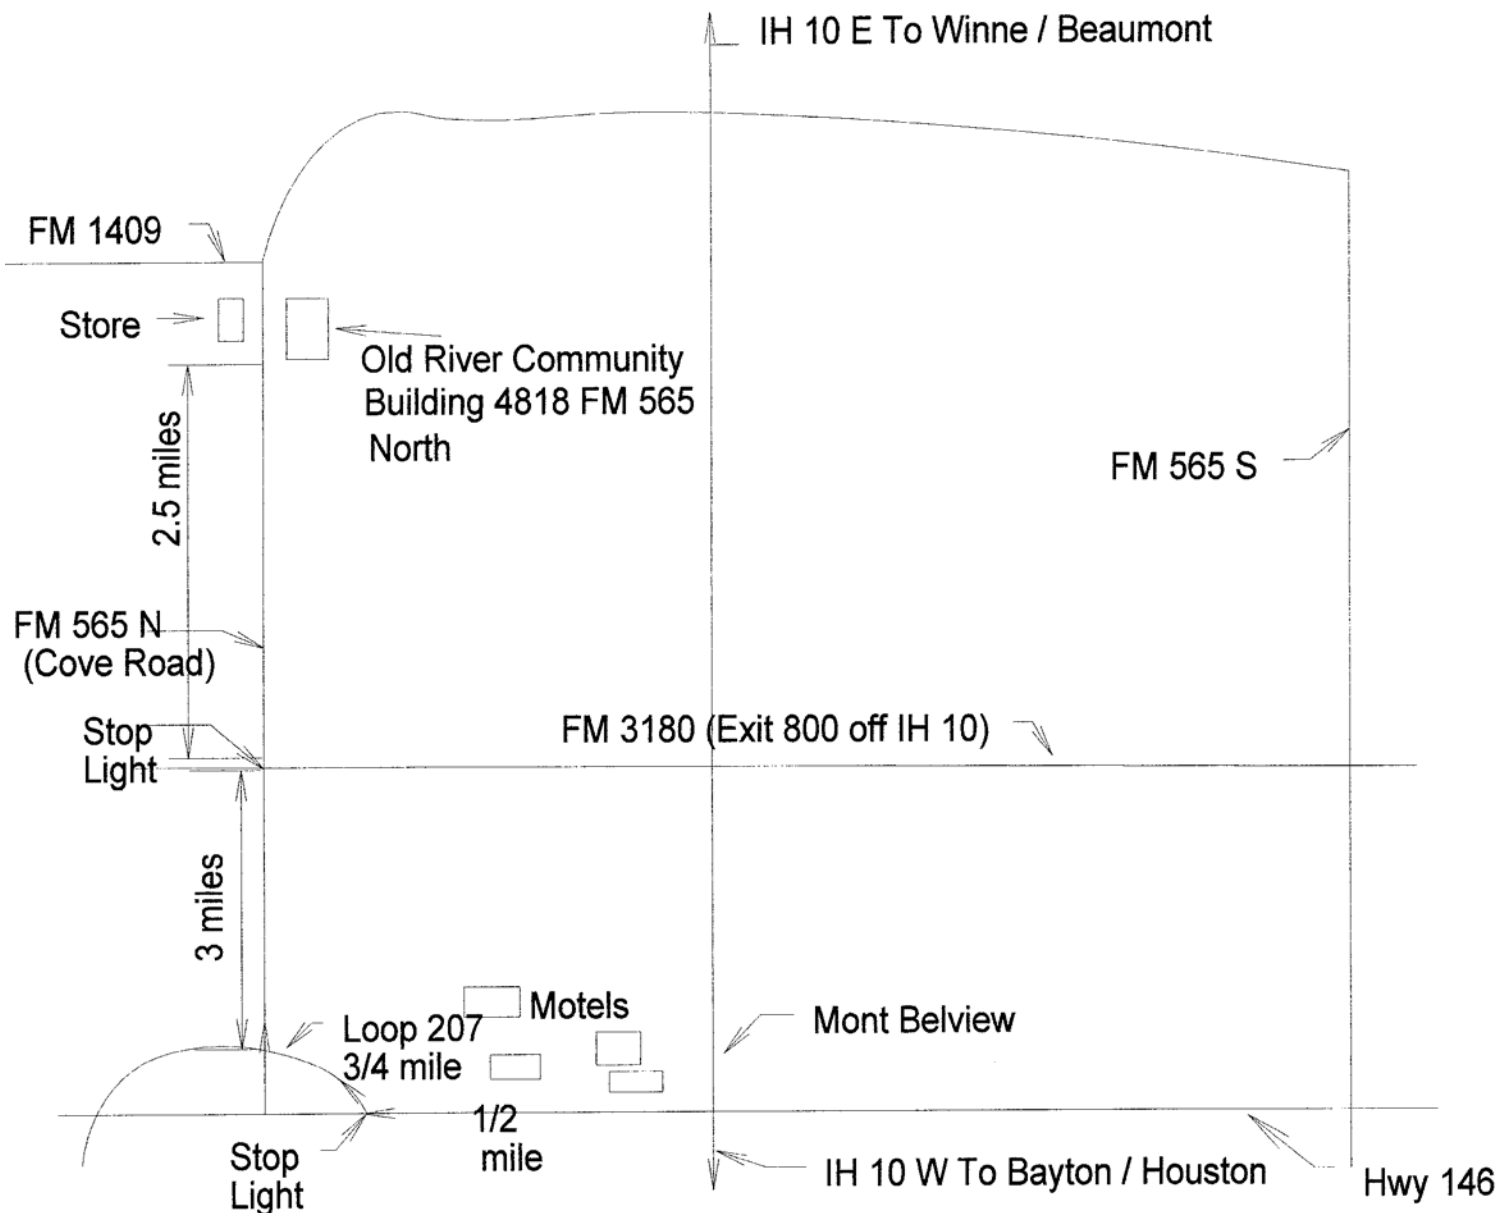 IH 10 E To Winne / Beaumont
FM 1409
Store
Old River Community
Building 4818 FM 565
North
2.5 miles
FM 565 S
FM 565 N
(Cove Road)
Stop
Light
FM 3180 (Exit 800 off IH 10)
3 miles
Motels
Loop 207
3/4 mile
Mont Belview
1/2
mile
Stop
Light
IH 10 W To Bayton / Houston
Hwy 146